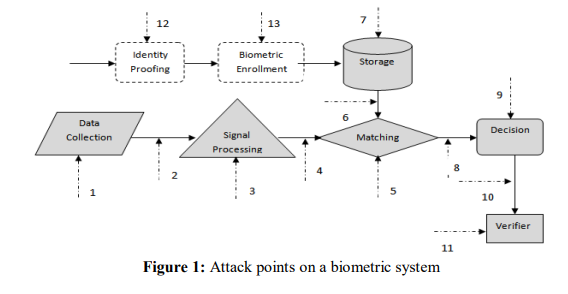 12
13
7
Identity
Proofing
Biometric
Enrollment
Storage
6
9
Data
Collection
Signal
Processing
Matching
Decision
1
2
3
4
5
8
10
Verifier
11
Figure 1: Attack points on a biometric system